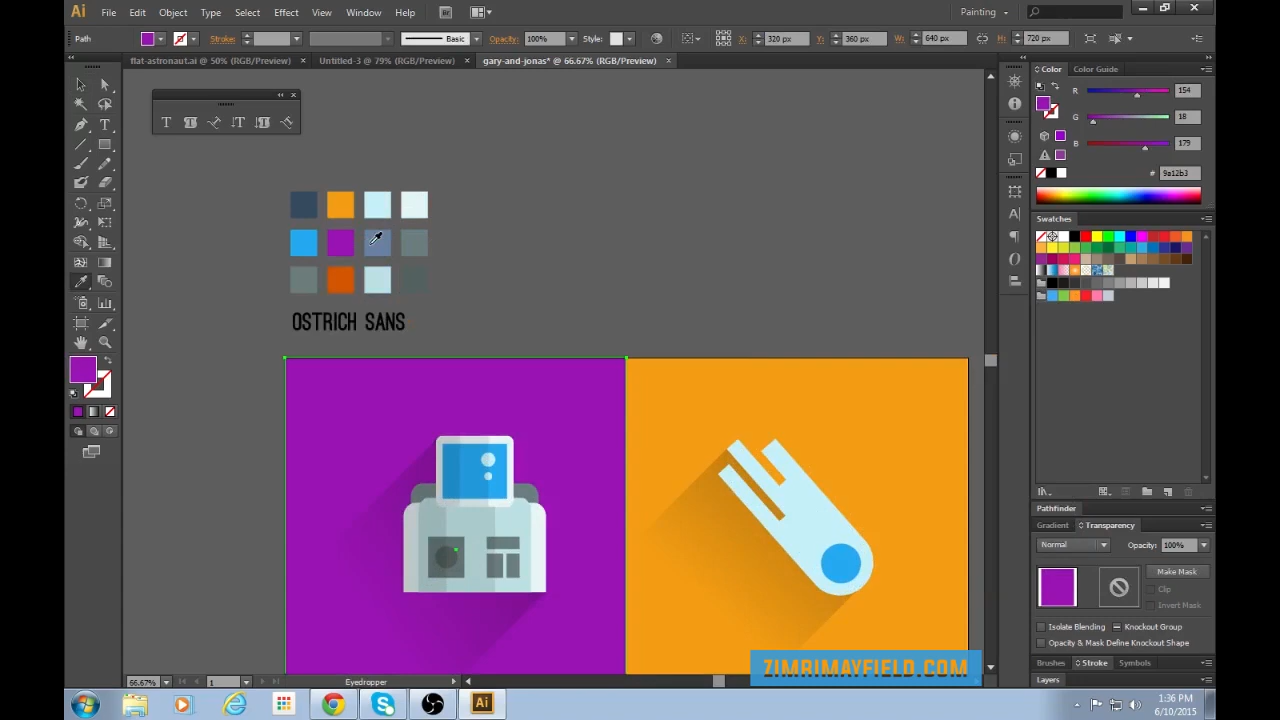 Ai File Edit Object Type Select Effect View Window Help Br Painting
Path Stroke: Basic Opacity: 100% Style: X: 320 px Y: 360 px W: 640 px H: 720 px
flat-astronaut.ai @ 50% (RGB/Preview) × Untitled-3 @ 79% (RGB/Preview) × gary-and-jonas* @ 66.67% (RGB/Preview) ×
Color Color Guide
R 154
G 18
B 179
# 9a12b3
Swatches
OSTRICH SANS
Pathfinder
Gradient Transparency
Normal Opacity: 100%
Make Mask
Clip
Invert Mask
Isolate Blending Knockout Group
Opacity & Mask Define Knockout Shape
Brushes Stroke Symbols
Layers
ZIMRIMAYFIELD.COM
66.67% 1 Eyedropper
1:36 PM
6/10/2015